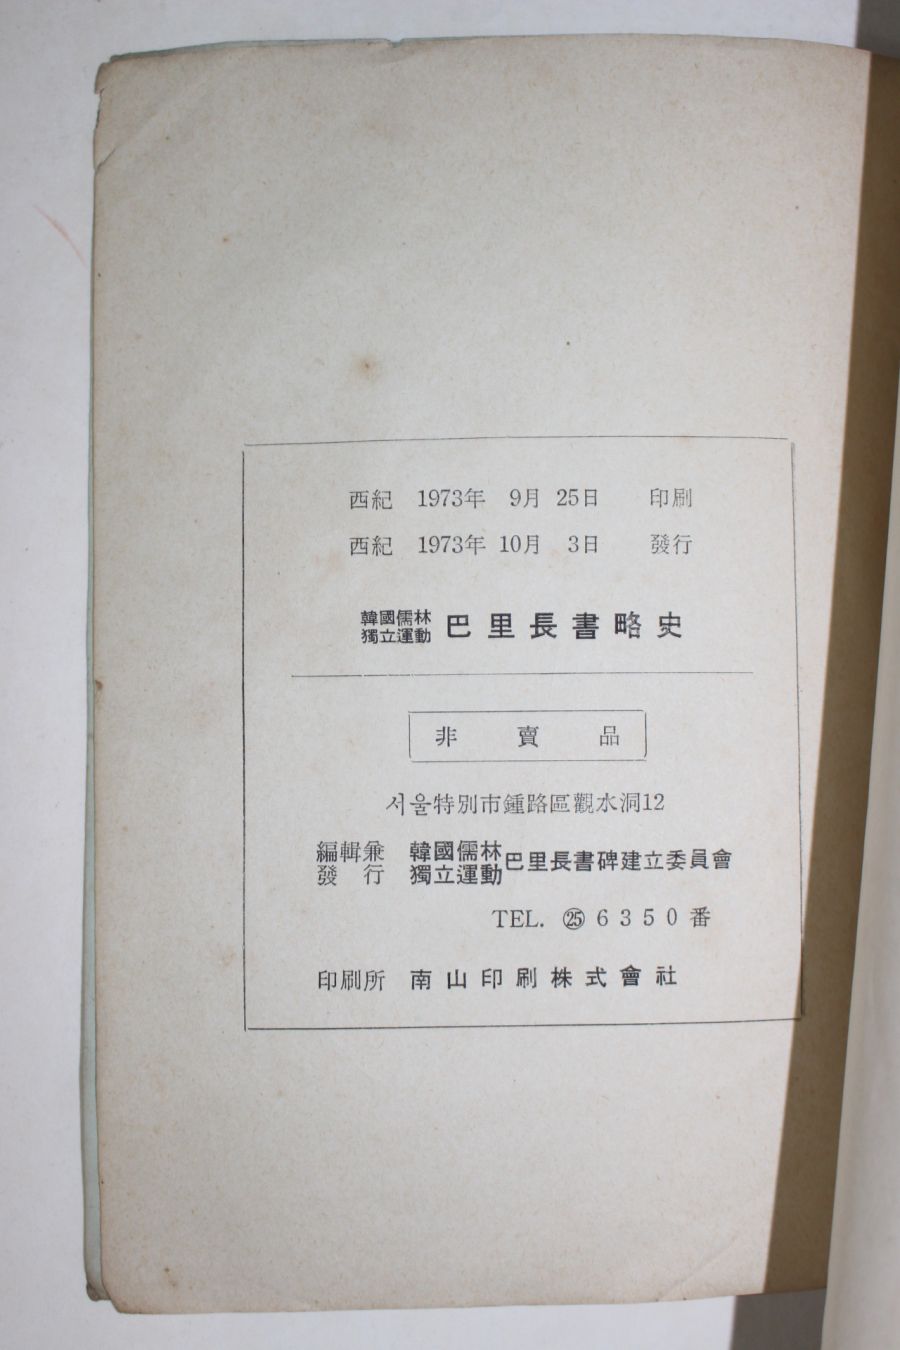 西紀 1973年 9月 25日 印刷
西紀 1973年 10月 3日 發行
韓國儒林
獨立運動 巴里長書略史
非賣品
서울特別市鍾路區觀水洞12
編輯兼 韓國儒林
發行 獨立運動 巴里長書碑建立委員會
TEL. ㉕ 6350番
印刷所 南山印刷株式會社